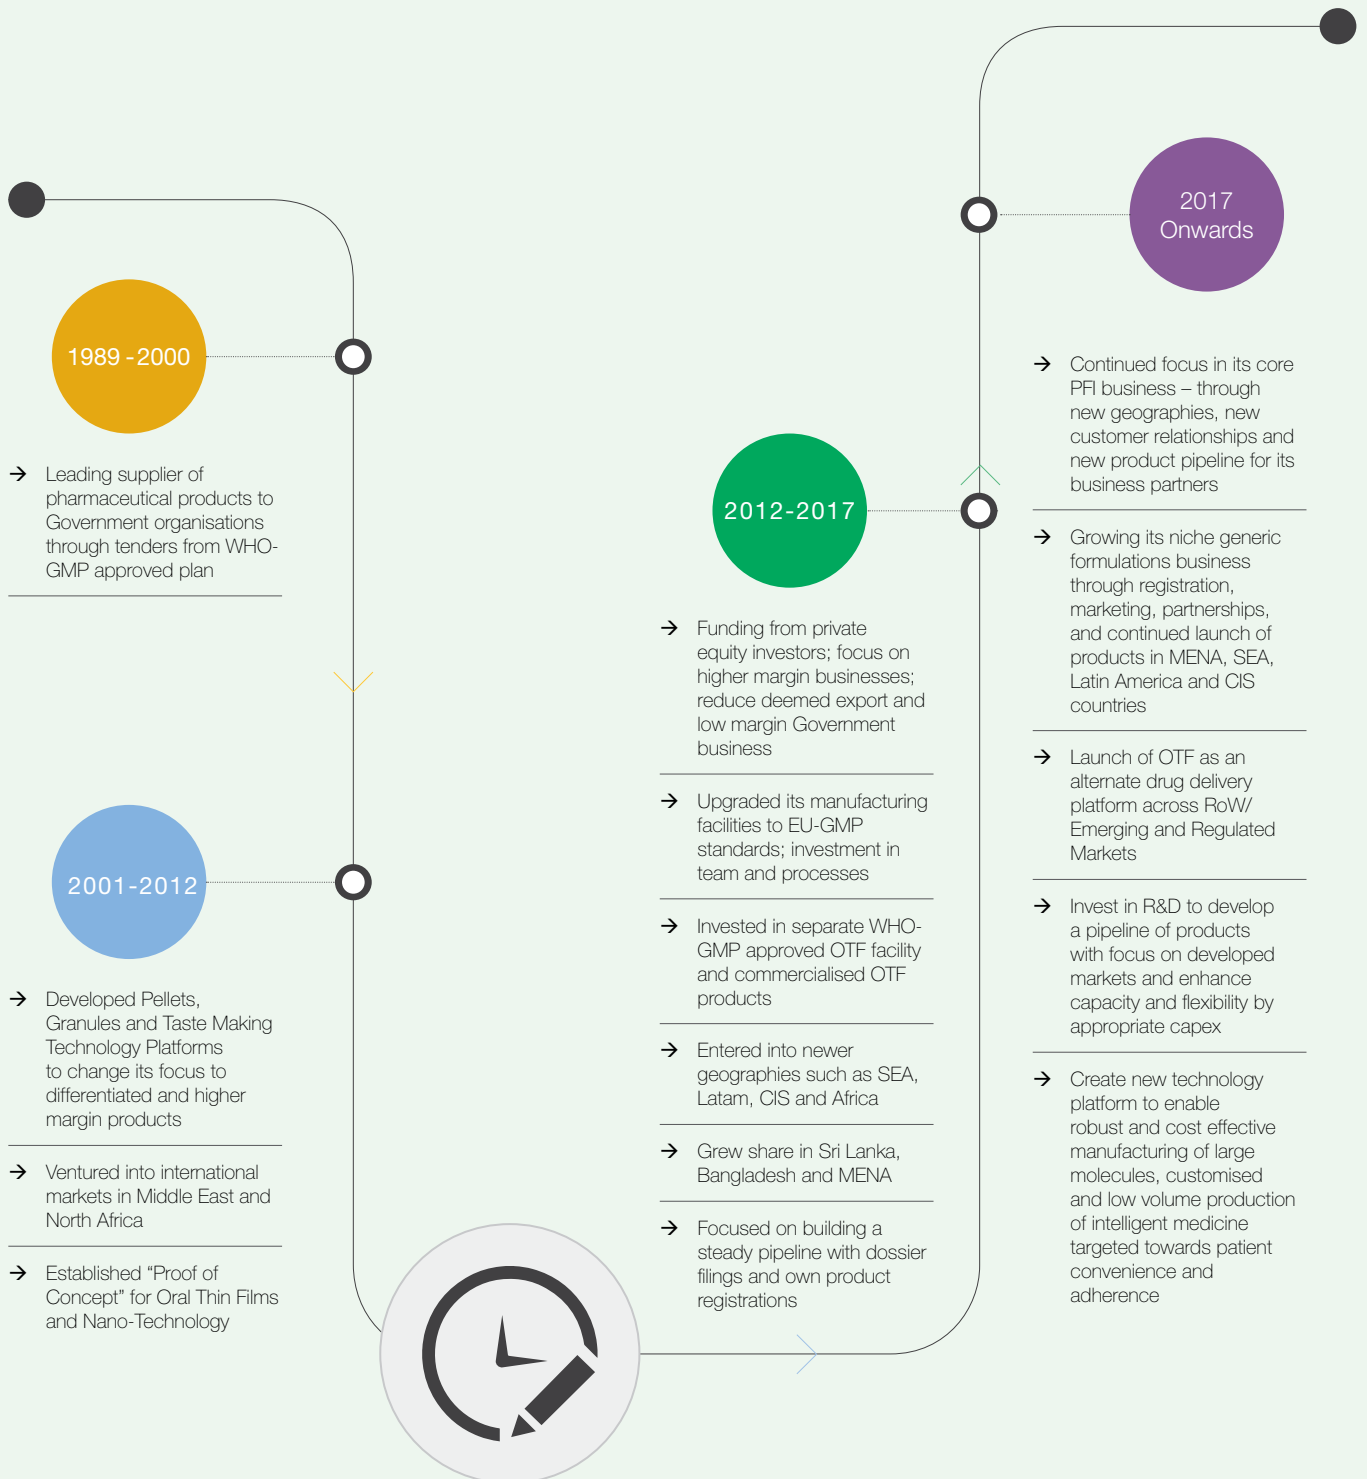 1989 - 2000
→ Leading supplier of
pharmaceutical products to
Government organisations
through tenders from WHO-
GMP approved plan
2001-2012
→ Developed Pellets,
Granules and Taste Making
Technology Platforms
to change its focus to
differentiated and higher
margin products
→ Ventured into international
markets in Middle East and
North Africa
→ Established “Proof of
Concept” for Oral Thin Films
and Nano-Technology
2012-2017
→ Funding from private
equity investors; focus on
higher margin businesses;
reduce deemed export and
low margin Government
business
→ Upgraded its manufacturing
facilities to EU-GMP
standards; investment in
team and processes
→ Invested in separate WHO-
GMP approved OTF facility
and commercialised OTF
products
→ Entered into newer
geographies such as SEA,
Latam, CIS and Africa
→ Grew share in Sri Lanka,
Bangladesh and MENA
→ Focused on building a
steady pipeline with dossier
filings and own product
registrations
2017
Onwards
→ Continued focus in its core
PFI business – through
new geographies, new
customer relationships and
new product pipeline for its
business partners
→ Growing its niche generic
formulations business
through registration,
marketing, partnerships,
and continued launch of
products in MENA, SEA,
Latin America and CIS
countries
→ Launch of OTF as an
alternate drug delivery
platform across RoW/
Emerging and Regulated
Markets
→ Invest in R&D to develop
a pipeline of products
with focus on developed
markets and enhance
capacity and flexibility by
appropriate capex
→ Create new technology
platform to enable
robust and cost effective
manufacturing of large
molecules, customised
and low volume production
of intelligent medicine
targeted towards patient
convenience and
adherence